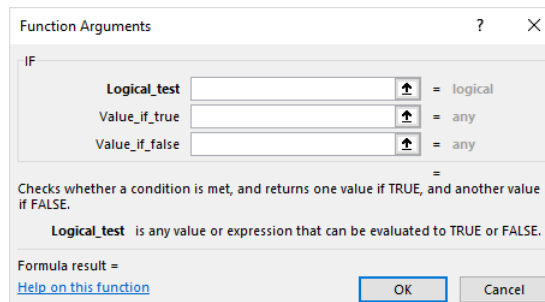 Function Arguments ? ×
IF
Logical_test = logical
Value_if_true = any
Value_if_false = any
=
Checks whether a condition is met, and returns one value if TRUE, and another value
if FALSE.
Logical_test is any value or expression that can be evaluated to TRUE or FALSE.
Formula result =
Help on this function OK Cancel